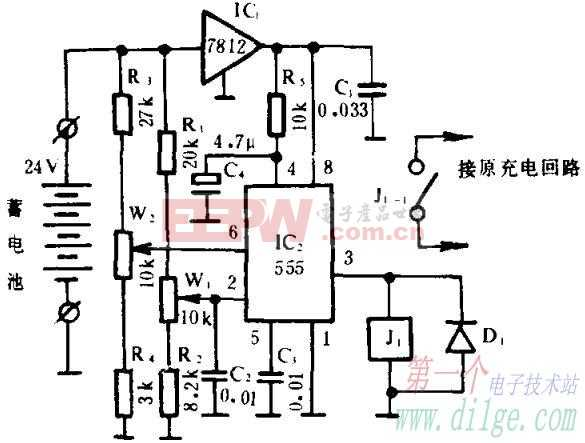 IC₁
7812
R₃
27k
R₁
20k
R₅
10k
C₁
0.033
4.7μ
C₄
4
8
24V
蓄电池
W₂
10k
6
IC₂
555
3
J₁₋₁
接原充电回路
W₁
10k
2
5
1
R₄
3k
R₂
8.2k
C₂
0.01
C₃
0.01
J₁
D₁
EEPW
电子产品世
.com.cn
第一个
电子技术站
www.dilge.com